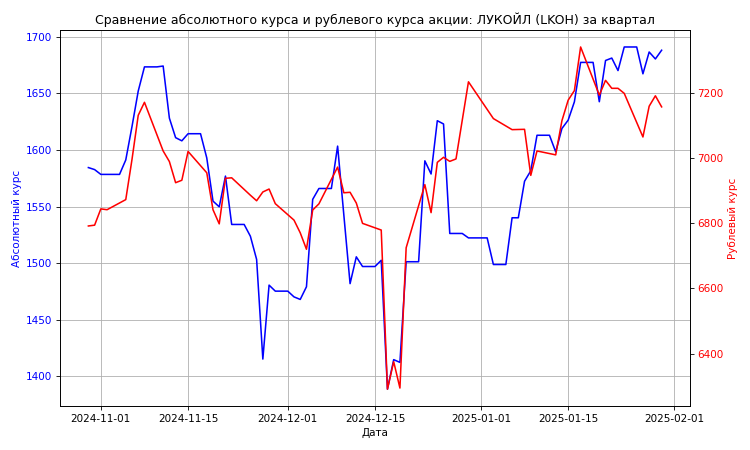 Сравнение абсолютного курса и рублевого курса акции: ЛУКОЙЛ (LKOH) за квартал
1700
1650
1600
1550
1500
1450
1400
Абсолютный курс
7200
7000
6800
6600
6400
Рублевый курс
2024-11-01 2024-11-15 2024-12-01 2024-12-15 2025-01-01 2025-01-15 2025-02-01
Дата